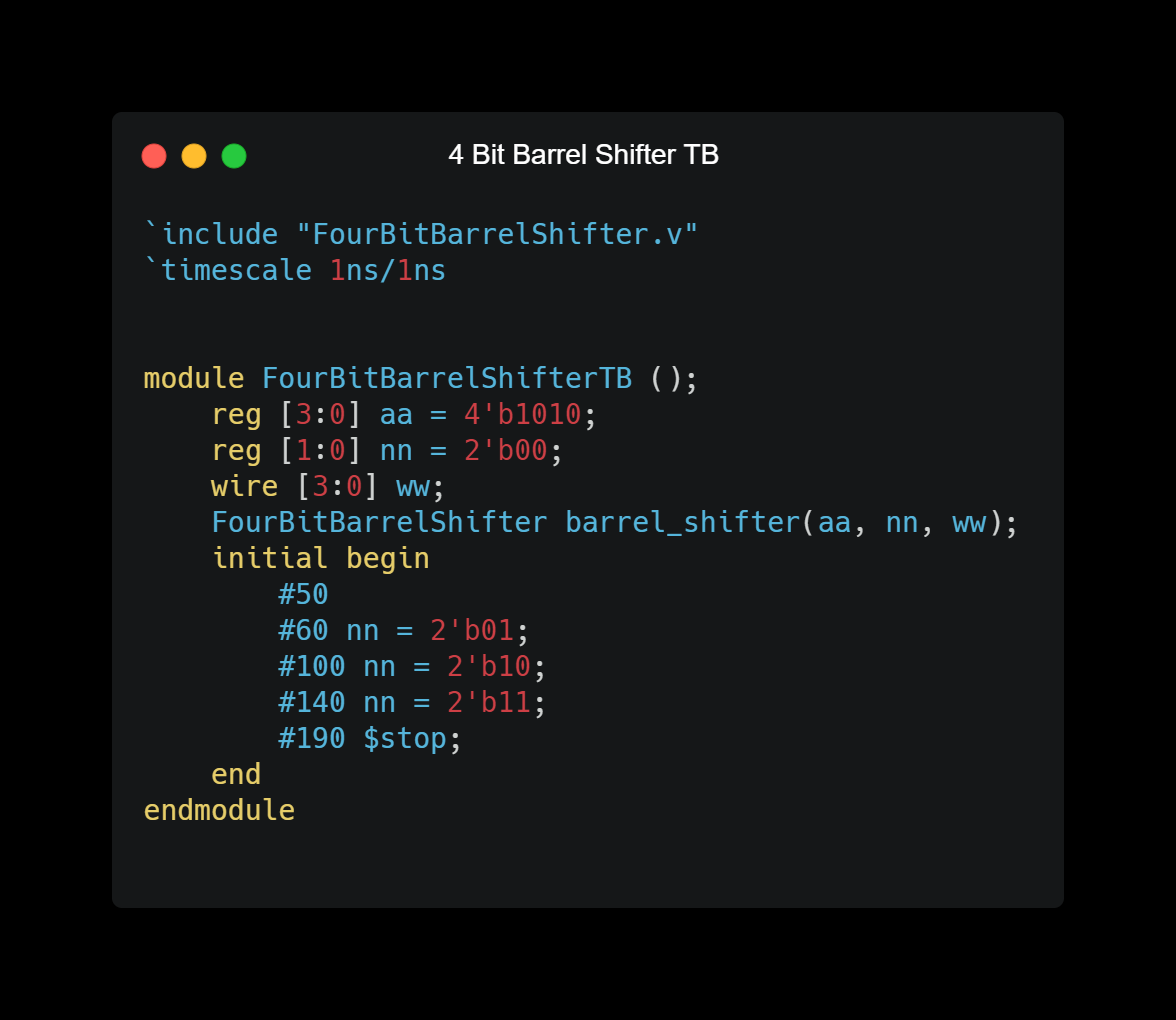 4 Bit Barrel Shifter TB
`include "FourBitBarrelShifter.v"
`timescale 1ns/1ns
module FourBitBarrelShifterTB ();
    reg [3:0] aa = 4'b1010;
    reg [1:0] nn = 2'b00;
    wire [3:0] ww;
    FourBitBarrelShifter barrel_shifter(aa, nn, ww);
    initial begin
        #50
        #60 nn = 2'b01;
        #100 nn = 2'b10;
        #140 nn = 2'b11;
        #190 $stop;
    end
endmodule